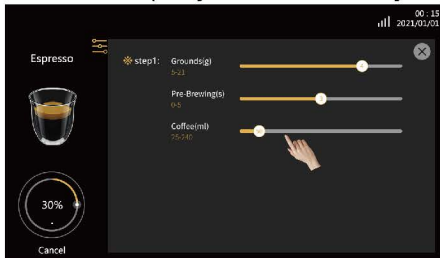 00 : 15
2021/01/01
Espresso
step1:
Grounds(g)
5-21
Pre-Brewing(s)
0-5
Coffee(ml)
25-240
30%
Cancel